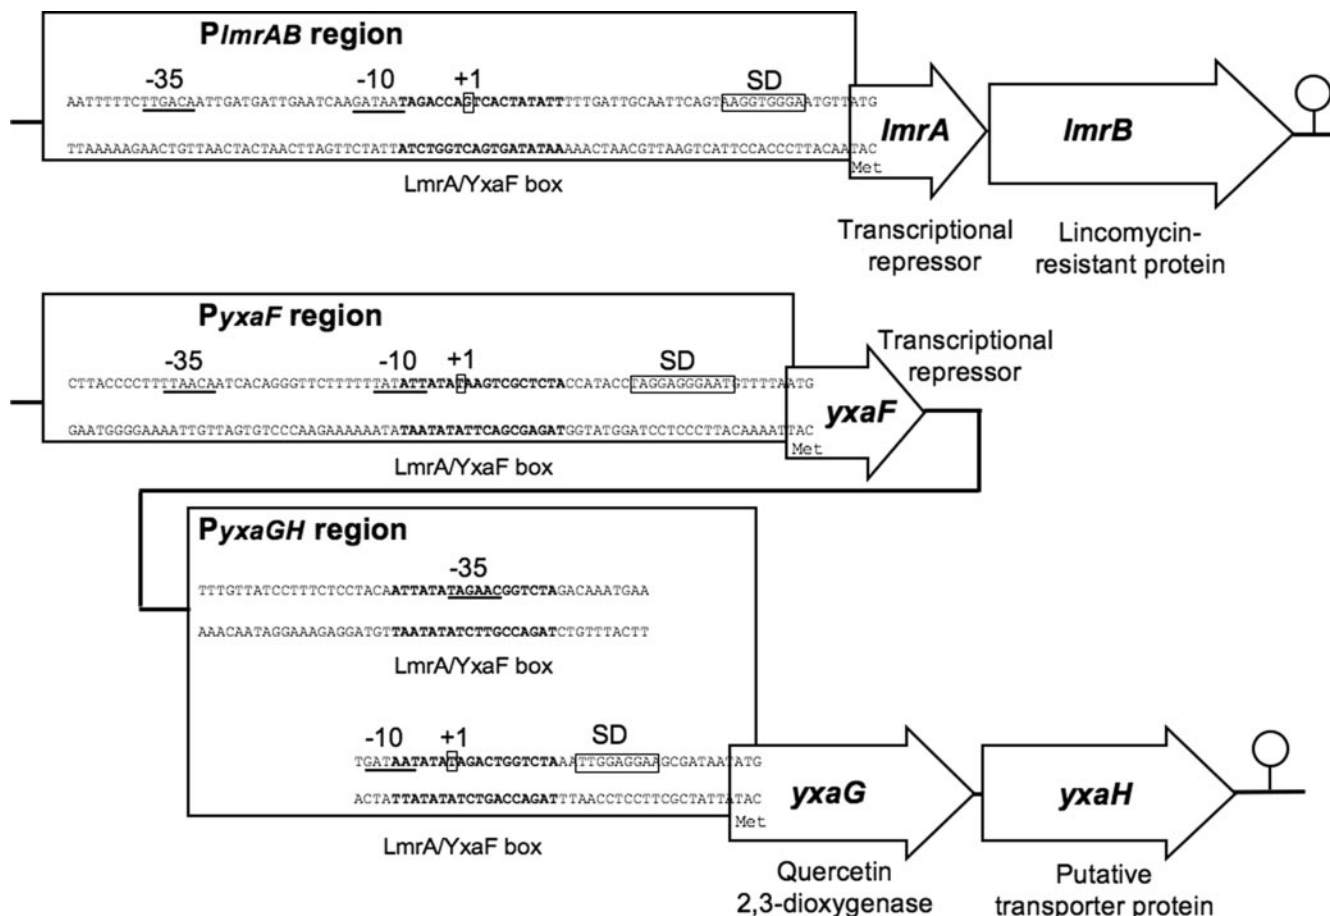 PlmrAB region
-35 -10 +1 SD
AATTTTTCTTGACAATTGATGATTGAATCAAGATAATAGACCAGTCACTATATTTTTGATTGCAATTCAGTAAGGTGGGAATGTTATG
TTAAAAAGAACTGTTAACTACTAACTTAGTTCTATTATCTGGTCAGTGATATAAAAACTAACGTTAAGTCATTCCACCCTTACAATAC
Met
LmrA/YxaF box
lmrA
lmrB
Transcriptional
repressor
Lincomycin-
resistant protein
PyxaF region
-35 -10 +1 SD
CTTACCCCTTTTAACAATCACAGGGTTCTTTTTTATATTATATAAGTCGCTCTACCATACCTAGGAGGGAATGTTTTAATG
GAATGGGGAAAATTGTTAGTGTCCCAAGAAAAAATATAATATATTCAGCGAGATGGTATGGATCCTCCCTTACAAAATTAC
Met
LmrA/YxaF box
yxaF
Transcriptional
repressor
PyxaGH region
-35
TTTGTTATCCTTTCTCCTACAATTATATAGAACGGTCTAGACAAATGAA
AAACAATAGGAAAGAGGATGTTAATATATCTTGCCAGATCTGTTTACTT
LmrA/YxaF box
-10 +1 SD
TGATAATATATAGACTGGTCTAAATTGGAGGAAGCGATAATATG
ACTATTATATATCTGACCAGATTTAACCTCCTTCGCTATTATAC
Met
LmrA/YxaF box
yxaG
yxaH
Quercetin
2,3-dioxygenase
Putative
transporter protein